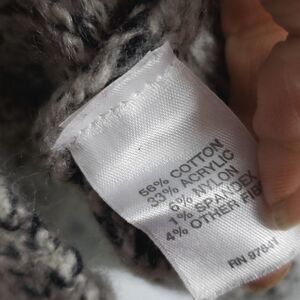 56% COTTON
33% ACRYLIC
6% NYLON
1% SPANDEX
4% OTHER FIB
RN